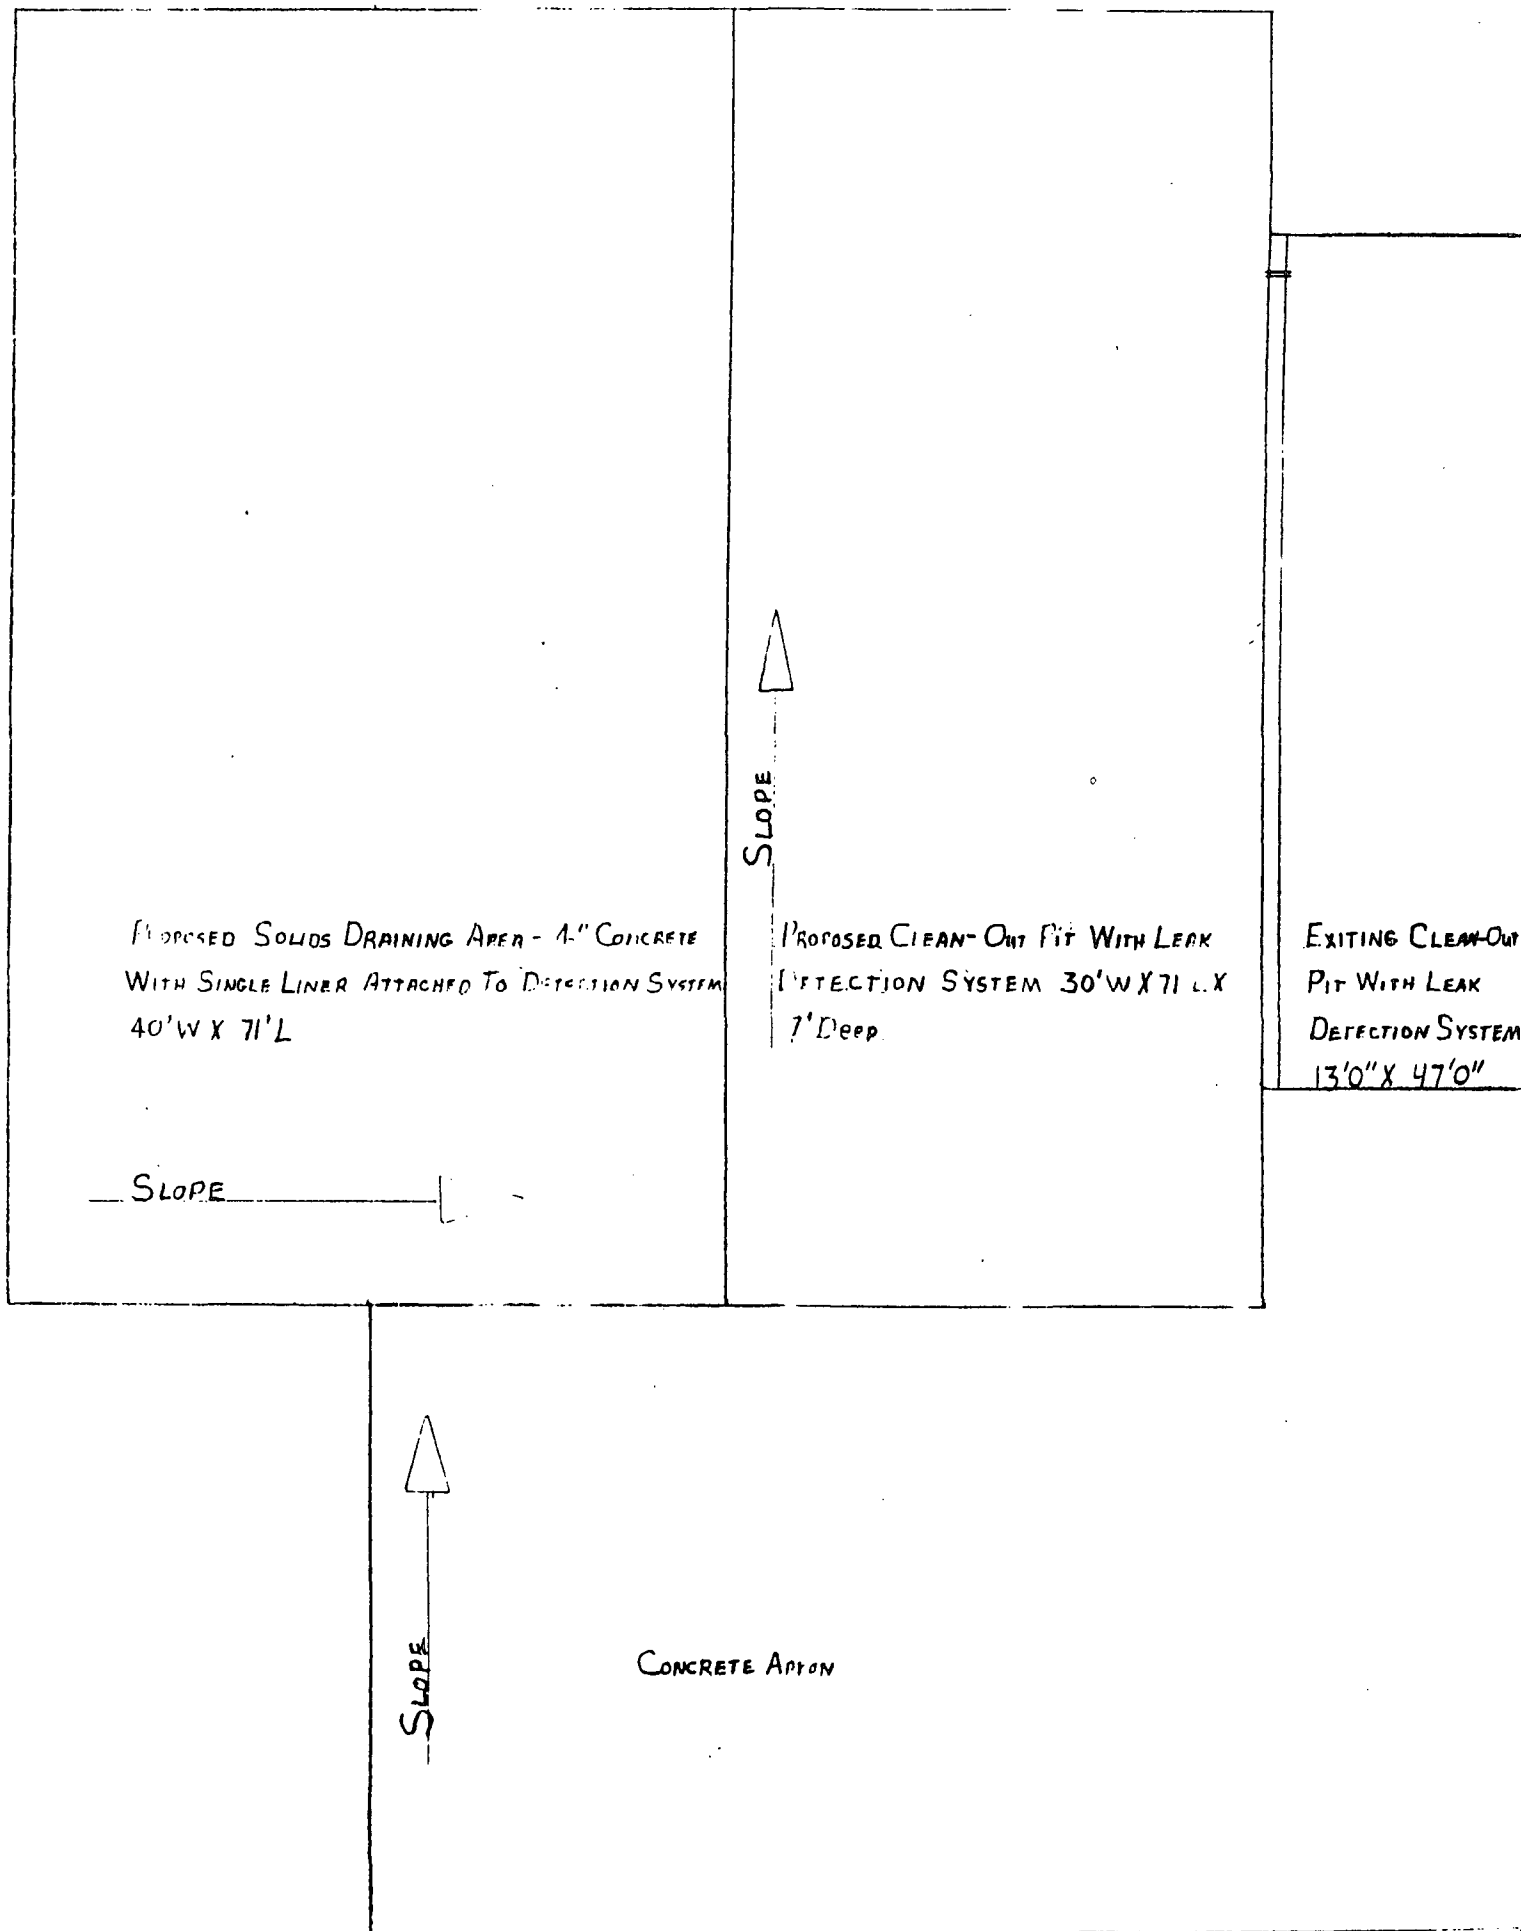 SLOPE
PROPOSED SOLIDS DRAINING AREA - 4" CONCRETE
WITH SINGLE LINER ATTACHED TO DETECTION SYSTEM
40'W X 71'L
PROPOSED CLEAN-OUT PIT WITH LEAK
DETECTION SYSTEM 30'W X 71 L X
7' DEEP
EXITING CLEAN-OUT
PIT WITH LEAK
DETECTION SYSTEM
13'0" X 47'0"
SLOPE
SLOPE
CONCRETE APRON